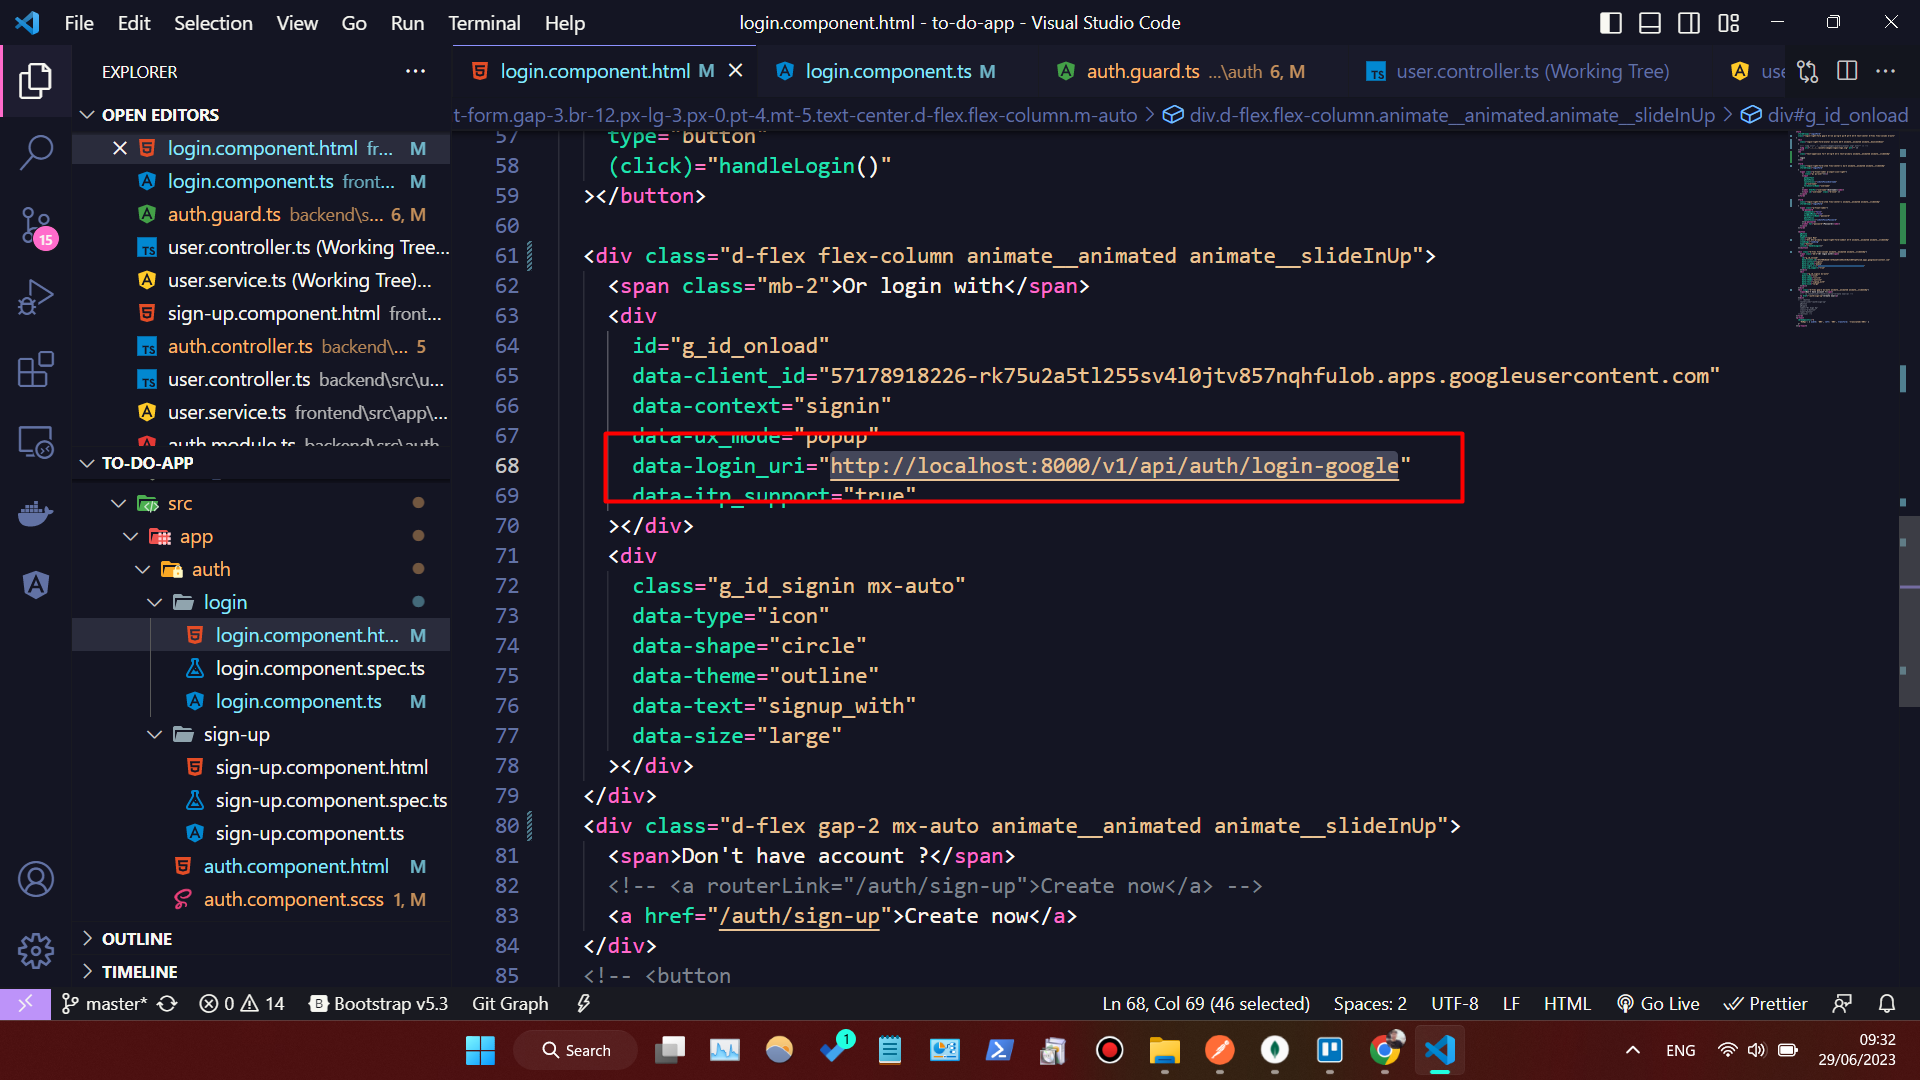 File Edit Selection View Go Run Terminal Help
login.component.html - to-do-app - Visual Studio Code
EXPLORER
login.component.html M
login.component.ts M
auth.guard.ts ...\auth 6, M
user.controller.ts (Working Tree)
use
OPEN EDITORS
login.component.html fr... M
login.component.ts front... M
auth.guard.ts backend\s... 6, M
user.controller.ts (Working Tree...
user.service.ts (Working Tree)...
sign-up.component.html front...
auth.controller.ts backend\... 5
user.controller.ts backend\src\u...
user.service.ts frontend\src\app\...
auth.module.ts backend\src\auth
15
TO-DO-APP
src
app
auth
login
login.component.ht... M
login.component.spec.ts
login.component.ts M
sign-up
sign-up.component.html
sign-up.component.spec.ts
sign-up.component.ts
auth.component.html M
auth.component.scss 1, M
OUTLINE
TIMELINE
t-form.gap-3.br-12.px-lg-3.px-0.pt-4.mt-5.text-center.d-flex.flex-column.m-auto > div.d-flex.flex-column.animate__animated.animate__slideInUp > div#g_id_onload
57 type="button"
58 (click)="handleLogin()"
59 ></button>
60
61 <div class="d-flex flex-column animate__animated animate__slideInUp">
62 <span class="mb-2">Or login with</span>
63 <div
64 id="g_id_onload"
65 data-client_id="57178918226-rk75u2a5tl255sv4l0jtv857nqhfulob.apps.googleusercontent.com"
66 data-context="signin"
67 data-ux_mode="popup"
68 data-login_uri="http://localhost:8000/v1/api/auth/login-google"
69 data-itp_support="true"
70 ></div>
71 <div
72 class="g_id_signin mx-auto"
73 data-type="icon"
74 data-shape="circle"
75 data-theme="outline"
76 data-text="signup_with"
77 data-size="large"
78 ></div>
79 </div>
80 <div class="d-flex gap-2 mx-auto animate__animated animate__slideInUp">
81 <span>Don't have account ?</span>
82 <!-- <a routerLink="/auth/sign-up">Create now</a> -->
83 <a href="/auth/sign-up">Create now</a>
84 </div>
85 <!-- <button
master* 0 14 Bootstrap v5.3 Git Graph
Ln 68, Col 69 (46 selected) Spaces: 2 UTF-8 LF HTML Go Live Prettier
Search
1
ENG
09:32
29/06/2023